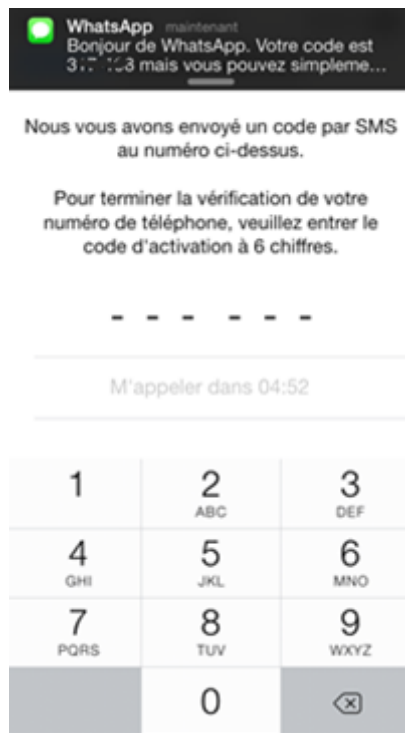 WhatsApp maintenant
Bonjour de WhatsApp. Votre code est
mais vous pouvez simpleme...
Nous vous avons envoyé un code par SMS
au numéro ci-dessus.
Pour terminer la vérification de votre
numéro de téléphone, veuillez entrer le
code d'activation à 6 chiffres.
- - - - - -
M'appeler dans 04:52
1 2 3
ABC DEF
4 5 6
GHI JKL MNO
7 8 9
PQRS TUV WXYZ
0